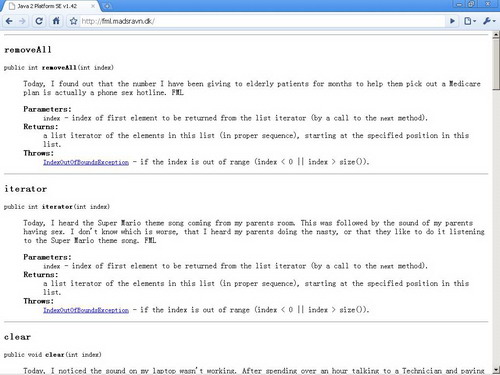 Java 2 Platform SE v1.42
http://fml.madsravn.dk/
removeAll
public int removeAll(int index)
Today, I found out that the number I have been giving to elderly patients for months to help them pick out a Medicare
plan is actually a phone sex hotline. FML
Parameters:
index - index of first element to be returned from the list iterator (by a call to the next method).
Returns:
a list iterator of the elements in this list (in proper sequence), starting at the specified position in this
list.
Throws:
IndexOutOfBoundsException - if the index is out of range (index < 0 || index > size()).
iterator
public int iterator(int index)
Today, I heard the Super Mario theme song coming from my parents room. This was followed by the sound of my parents
having sex. I don't know which is worse, that I heard my parents doing the nasty, or that they like to do it listening
to the Super Mario theme song. FML
Parameters:
index - index of first element to be returned from the list iterator (by a call to the next method).
Returns:
a list iterator of the elements in this list (in proper sequence), starting at the specified position in this
list.
Throws:
IndexOutOfBoundsException - if the index is out of range (index < 0 || index > size()).
clear
public void clear(int index)
Today, I noticed the sound on my laptop wasn't working. After spending over an hour talking to a Technician and paying